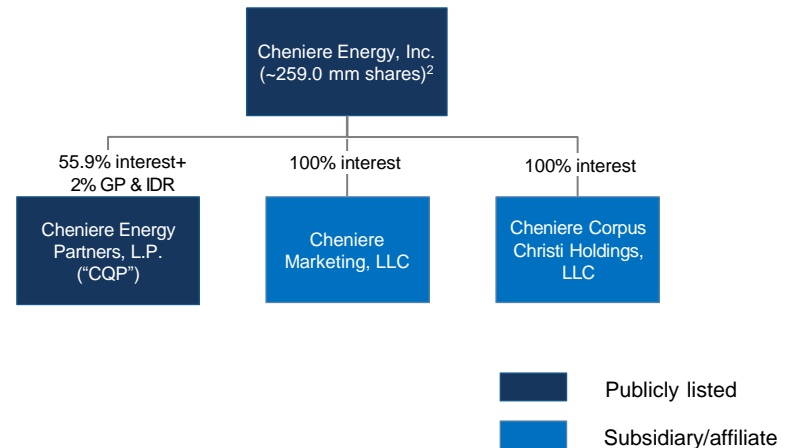 Cheniere Energy, Inc.
(~259.0 mm shares)2
55.9% interest+
2% GP & IDR
100% interest
100% interest
Cheniere Energy
Partners, L.P.
(“CQP”)
Cheniere
Marketing, LLC
Cheniere Corpus
Christi Holdings,
LLC
Publicly listed
Subsidiary/affiliate